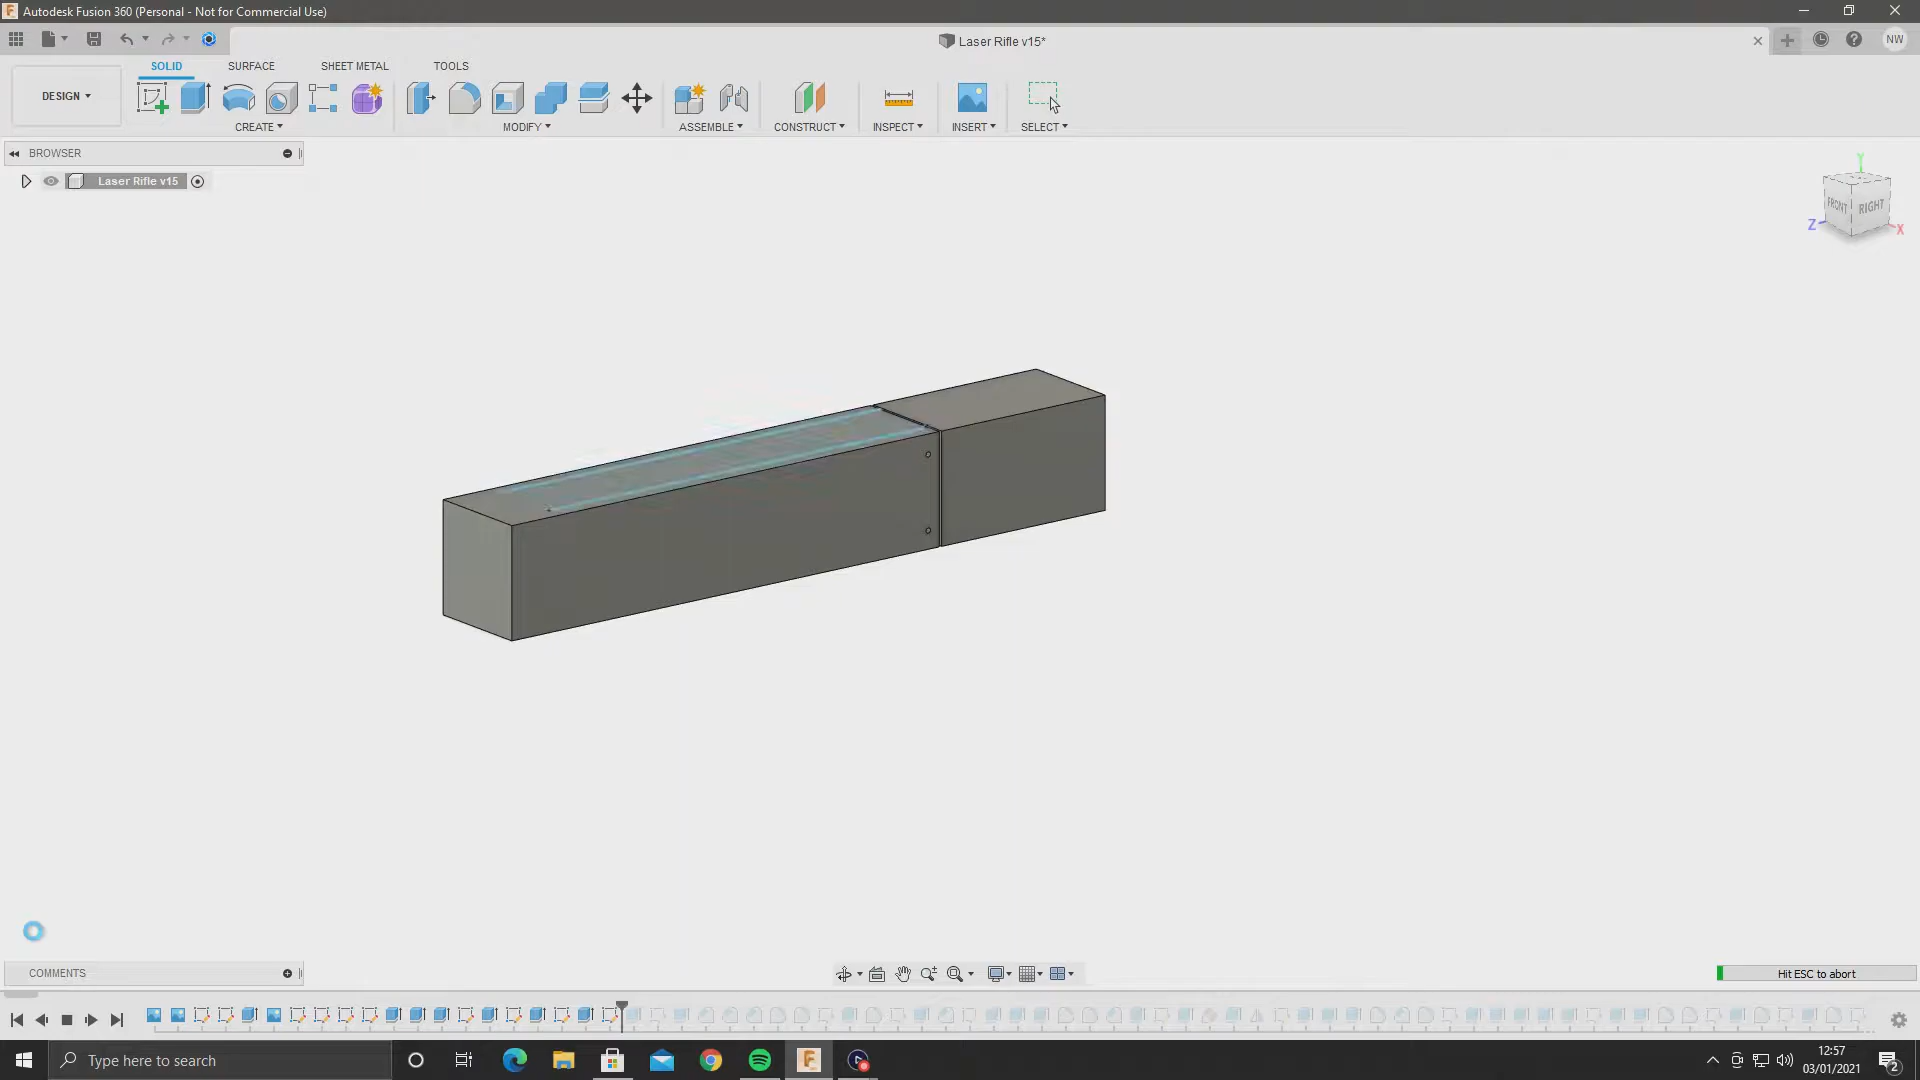 Autodesk Fusion 360 (Personal - Not for Commercial Use)
Laser Rifle v15*
NW
DESIGN
SOLID
SURFACE
SHEET METAL
TOOLS
CREATE
MODIFY
ASSEMBLE
CONSTRUCT
INSPECT
INSERT
SELECT
BROWSER
Laser Rifle v15
Y
FRONT
RIGHT
Z
X
COMMENTS
Hit ESC to abort
Type here to search
12:57
03/01/2021
2